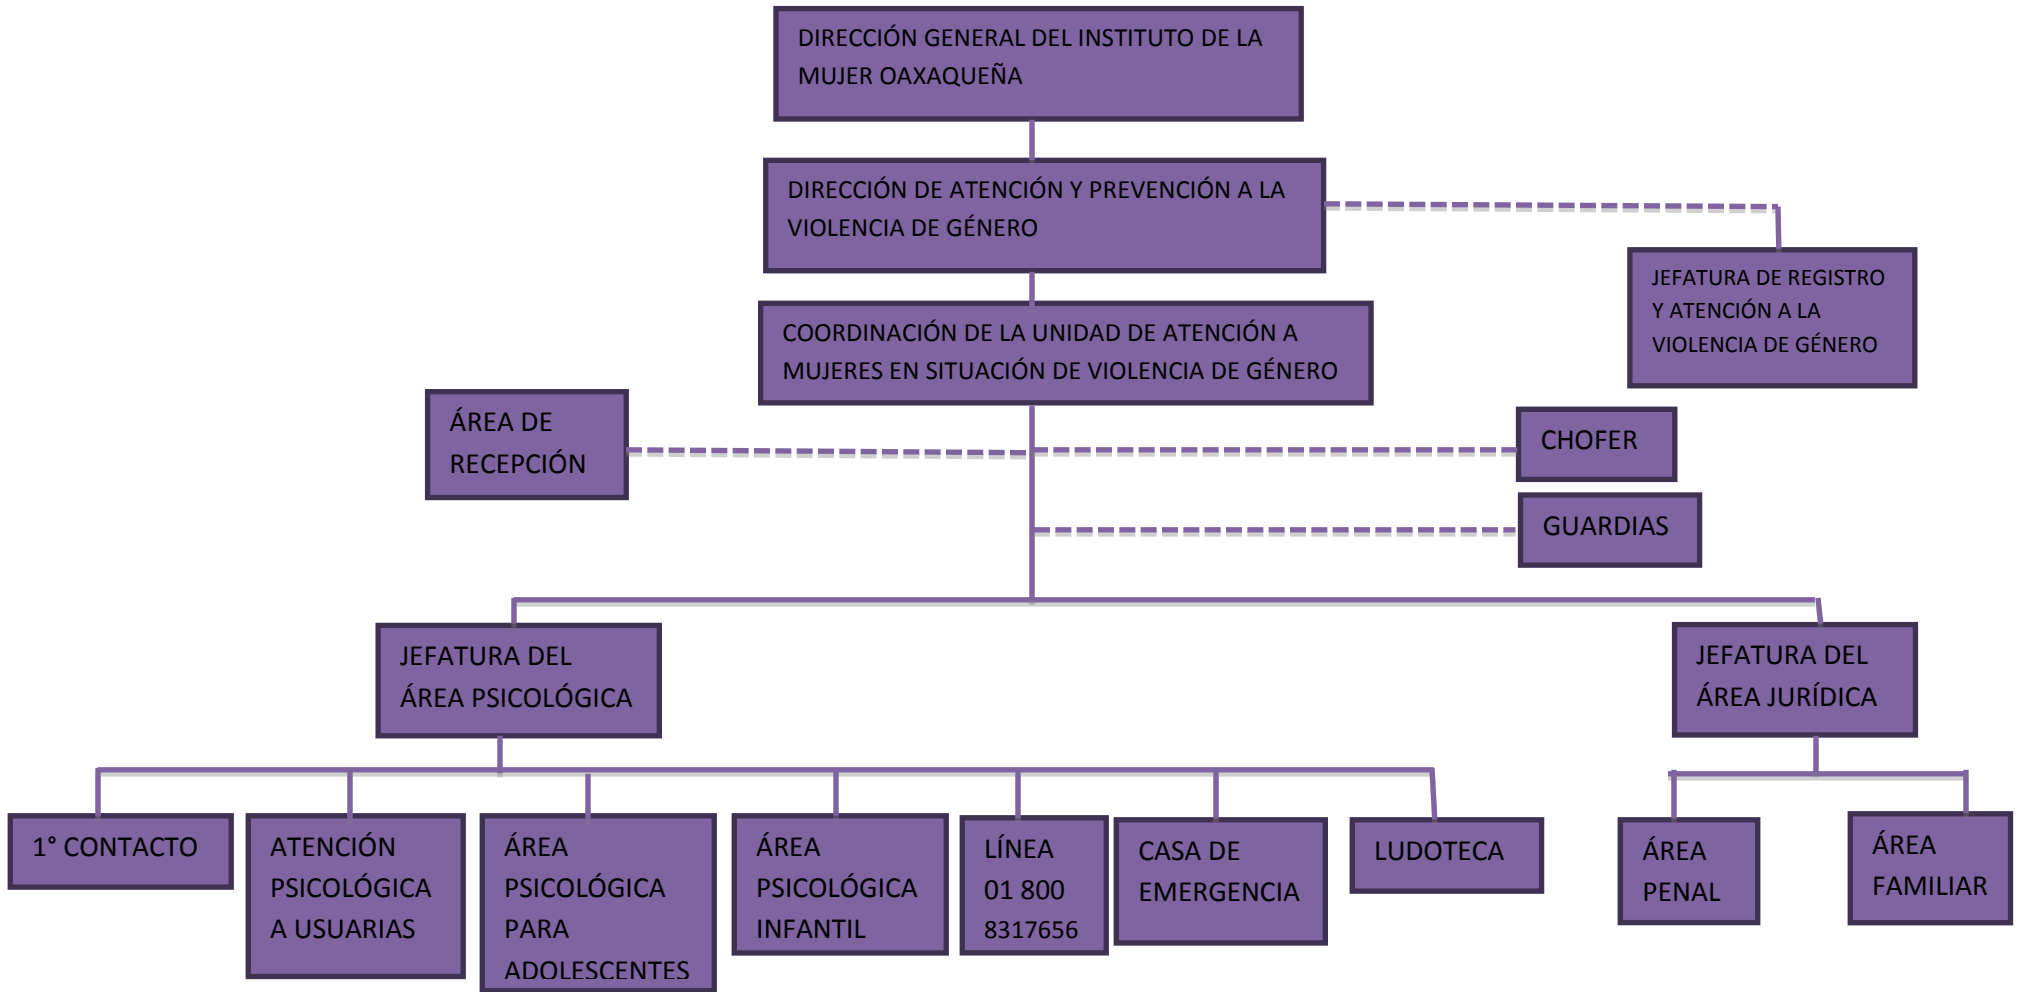 DIRECCIÓN GENERAL DEL INSTITUTO DE LA
MUJER OAXAQUEÑA
DIRECCIÓN DE ATENCIÓN Y PREVENCIÓN A LA
VIOLENCIA DE GÉNERO
JEFATURA DE REGISTRO
Y ATENCIÓN A LA
VIOLENCIA DE GÉNERO
COORDINACIÓN DE LA UNIDAD DE ATENCIÓN A
MUJERES EN SITUACIÓN DE VIOLENCIA DE GÉNERO
ÁREA DE
RECEPCIÓN
CHOFER
GUARDIAS
JEFATURA DEL
ÁREA PSICOLÓGICA
JEFATURA DEL
ÁREA JURÍDICA
1° CONTACTO
ATENCIÓN
PSICOLÓGICA
A USUARIAS
ÁREA
PSICOLÓGICA
PARA
ADOLESCENTES
ÁREA
PSICOLÓGICA
INFANTIL
LÍNEA
01 800
8317656
CASA DE
EMERGENCIA
LUDOTECA
ÁREA
PENAL
ÁREA
FAMILIAR